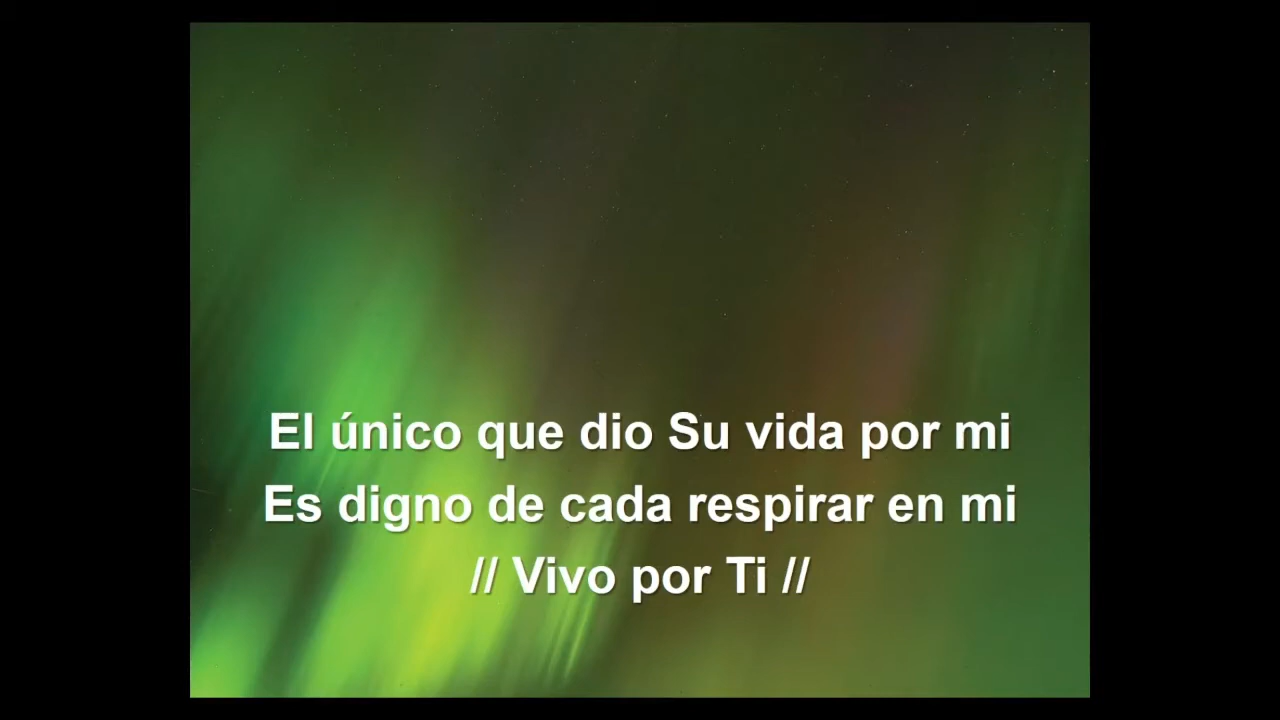 El único que dio Su vida por mi
Es digno de cada respirar en mi
// Vivo por Ti //